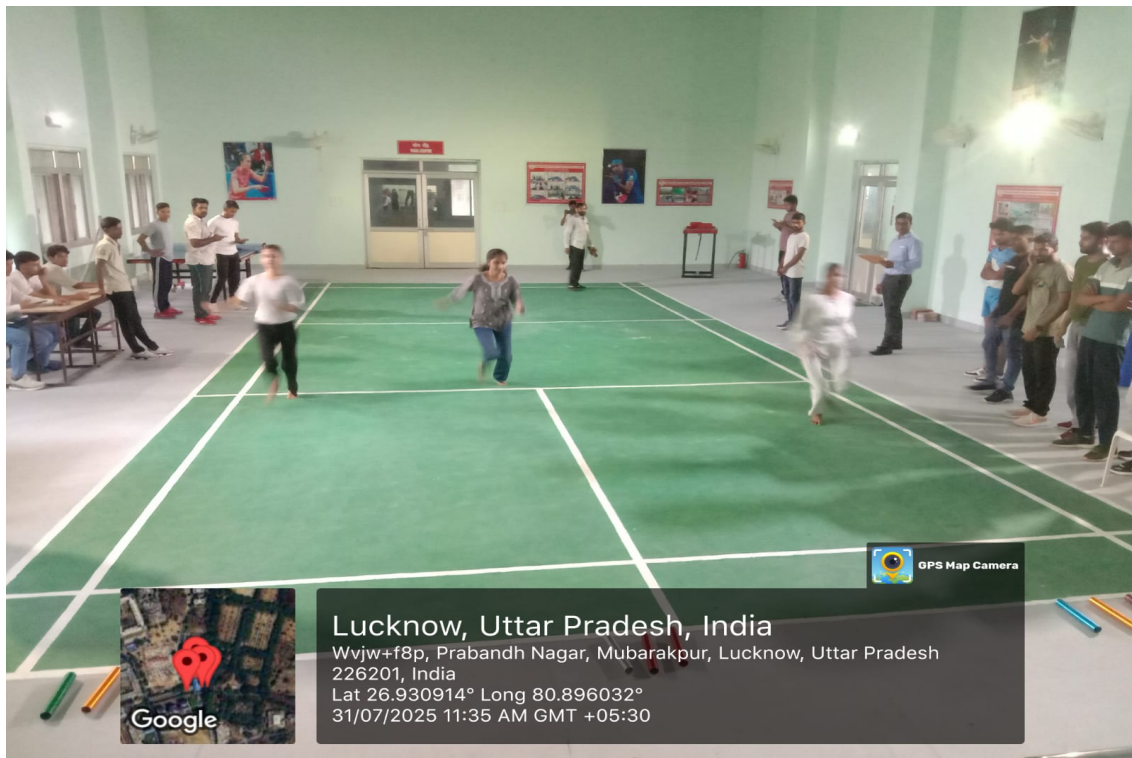 GPS Map Camera
Lucknow, Uttar Pradesh, India
Wvjw+f8p, Prabandh Nagar, Mubarakpur, Lucknow, Uttar Pradesh
226201, India
Lat 26.930914° Long 80.896032°
31/07/2025 11:35 AM GMT +05:30
Google